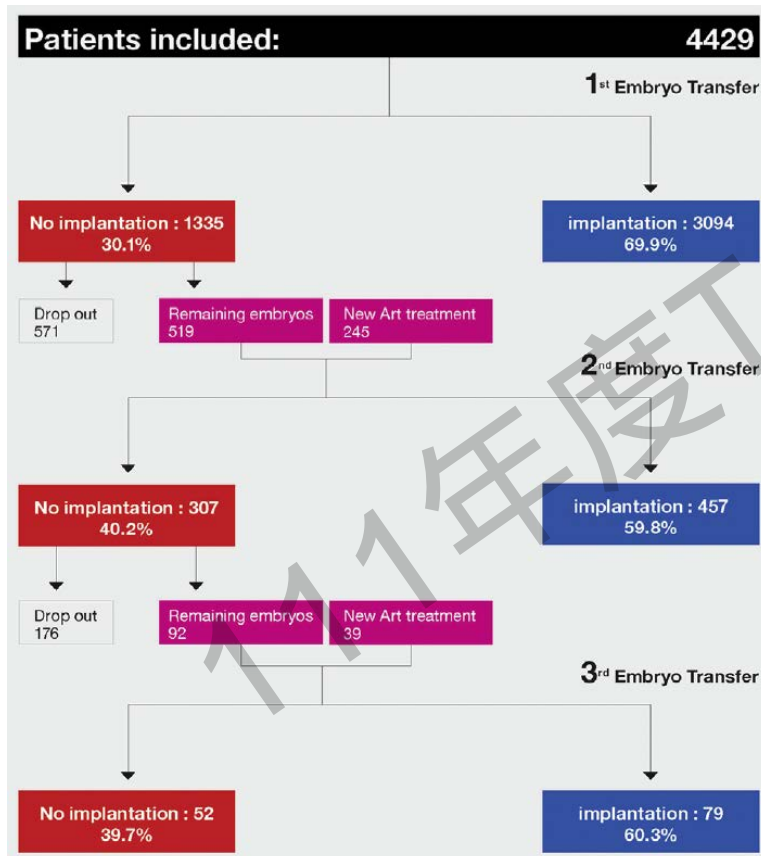 Patients included: 4429
1st Embryo Transfer
No implantation : 1335
30.1%
implantation : 3094
69.9%
Drop out
571
Remaining embryos
519
New Art treatment
245
2nd Embryo Transfer
No implantation : 307
40.2%
implantation : 457
59.8%
Drop out
176
Remaining embryos
92
New Art treatment
39
3rd Embryo Transfer
No implantation : 52
39.7%
implantation : 79
60.3%
111年度T